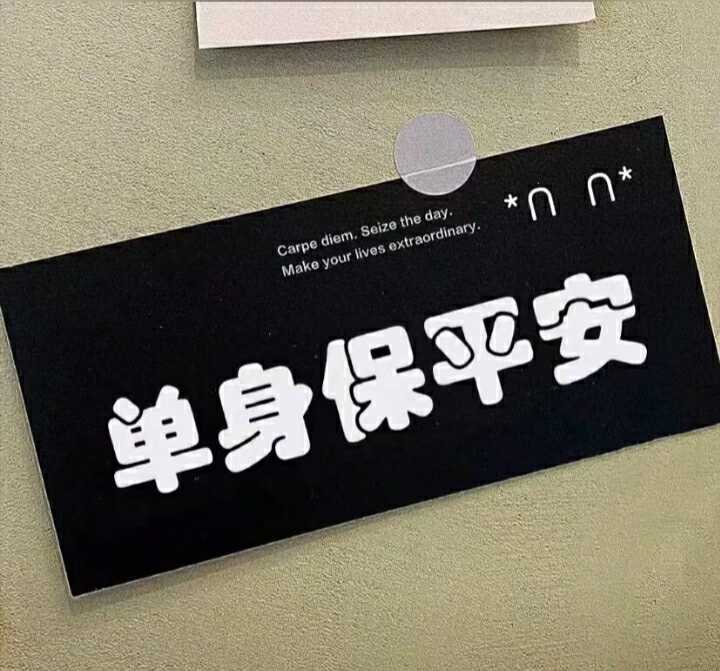 *∩ ∩*
Carpe diem. Seize the day.
Make your lives extraordinary.
单身保平安